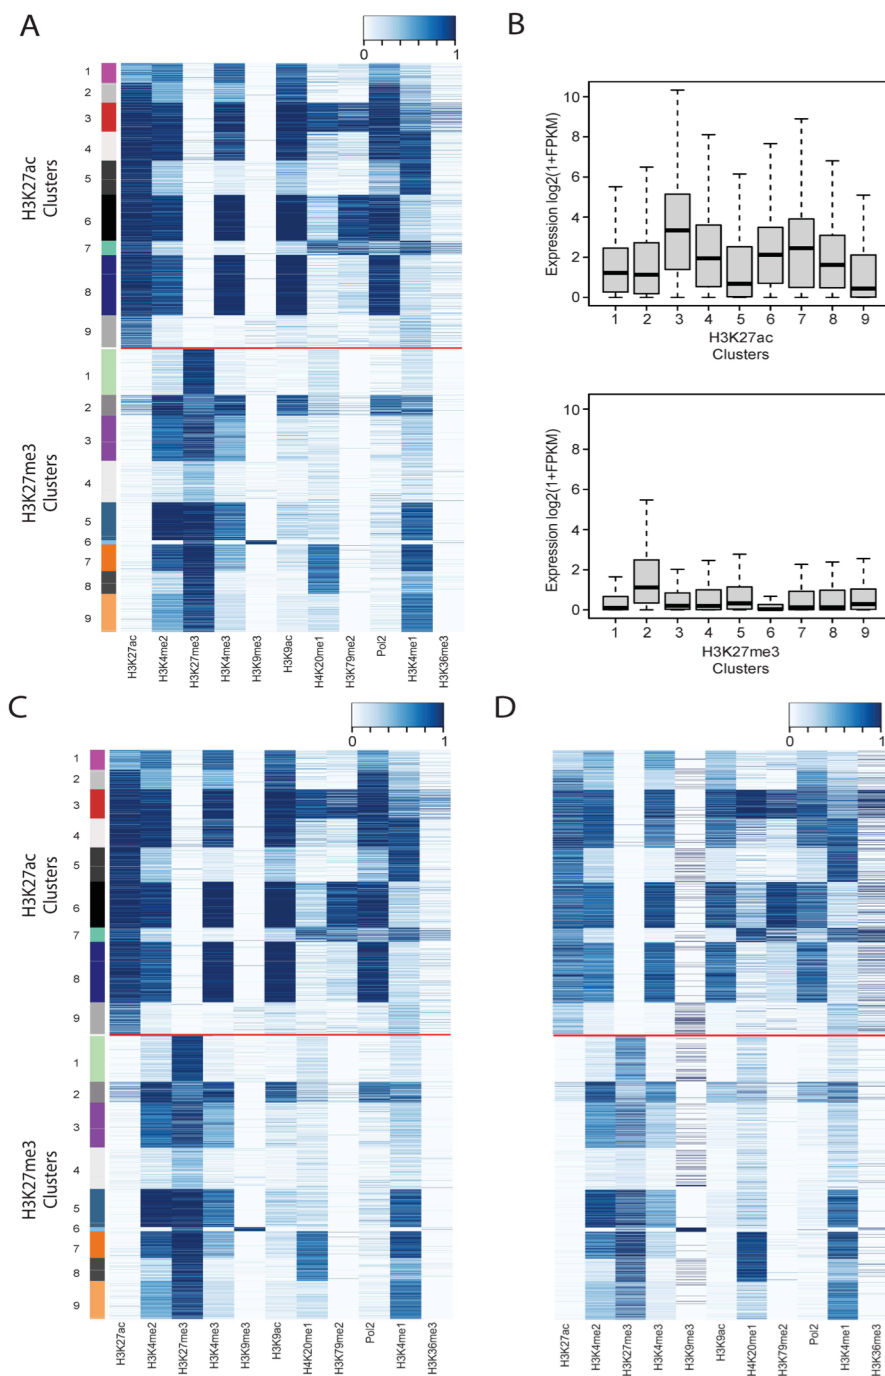 A
0 1
H3K27ac
Clusters
1
2
3
4
5
6
7
8
9
H3K27me3
Clusters
1
2
3
4
5
6
7
8
9
H3K27ac H3K4me2 H3K27me3 H3K4me3 H3K9me3 H3K9ac H4K20me1 H3K79me2 Pol2 H3K4me1 H3K36me3
B
Expression log2(1+FPKM)
10
8
6
4
2
0
1 2 3 4 5 6 7 8 9
H3K27ac
Clusters
Expression log2(1+FPKM)
10
8
6
4
2
0
1 2 3 4 5 6 7 8 9
H3K27me3
Clusters
C
0 1
H3K27ac
Clusters
1
2
3
4
5
6
7
8
9
H3K27me3
Clusters
1
2
3
4
5
6
7
8
9
H3K27ac H3K4me2 H3K27me3 H3K4me3 H3K9me3 H3K9ac H4K20me1 H3K79me2 Pol2 H3K4me1 H3K36me3
D
0 1
H3K27ac H3K4me2 H3K27me3 H3K4me3 H3K9me3 H3K9ac H4K20me1 H3K79me2 Pol2 H3K4me1 H3K36me3